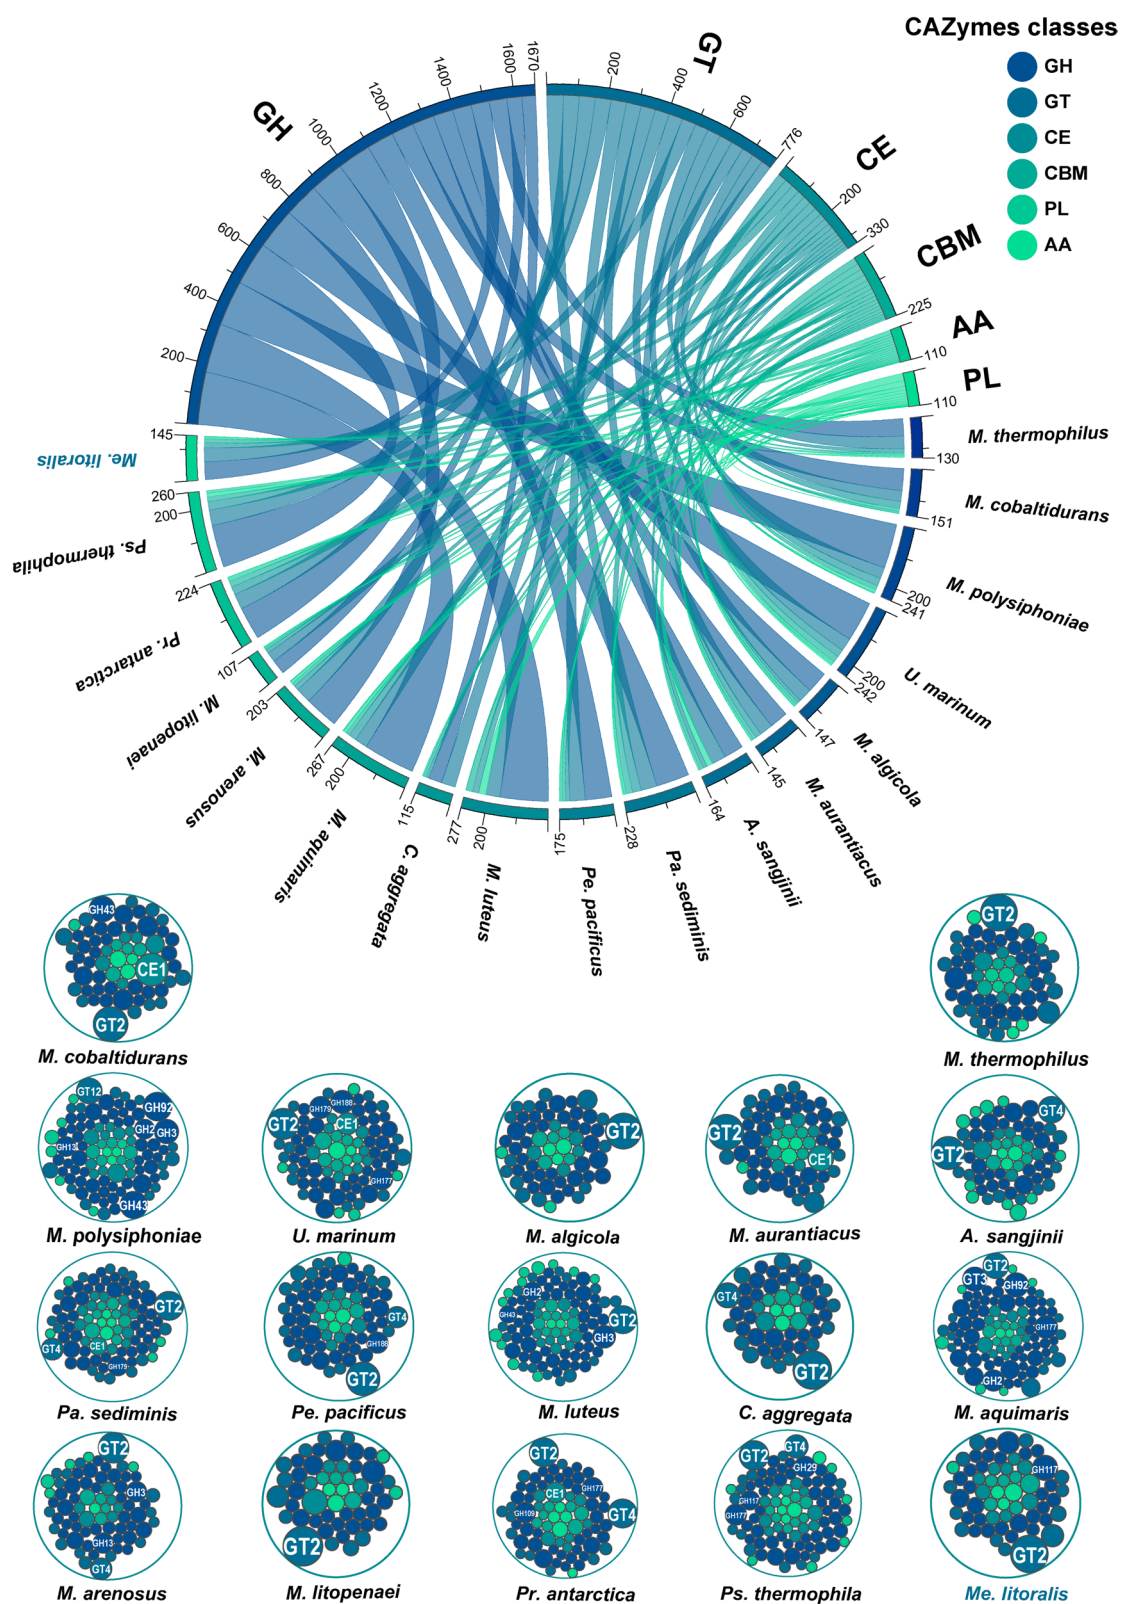 CAZymes classes
GH
GT
CE
CBM
PL
AA
GH
GT
CE
CBM
AA
PL
200
400
600
800
1000
1200
1400
1600
1670
200
400
600
776
200
330
225
110
110
M. thermophilus
130
M. cobaltidurans
151
M. polysiphoniae
200
241
U. marinum
200
242
M. algicola
147
M. aurantiacus
145
A. sangjinii
164
Pa. sediminis
228
Pe. pacificus
175
M. luteus
200
277
C. aggregata
115
M. aquimaris
200
267
M. arenosus
203
M. litopenaei
107
Pr. antarctica
224
Ps. thermophila
200
260
Me. litoralis
145
GH43
CE1
GT2
M. cobaltidurans
GT2
M. thermophilus
GT12
GH92
GH2
GH3
GH13
GH43
M. polysiphoniae
GH188
GH179
GT2
CE1
GH177
U. marinum
GT2
M. algicola
GT2
CE1
M. aurantiacus
GT4
GT2
A. sangjinii
GT2
GT4
CE1
GH179
Pa. sediminis
GT4
GH188
GT2
Pe. pacificus
GH2
GH43
GT2
GH3
M. luteus
GT4
GT2
C. aggregata
GT2
GT3
GH92
GH177
GH2
M. aquimaris
GT2
GH3
GH13
GT4
M. arenosus
GT2
M. litopenaei
GT2
CE1
GH177
GH109
GT4
Pr. antarctica
GT4
GT2
GH29
GH117
GH177
Ps. thermophila
GH117
GT2
Me. litoralis